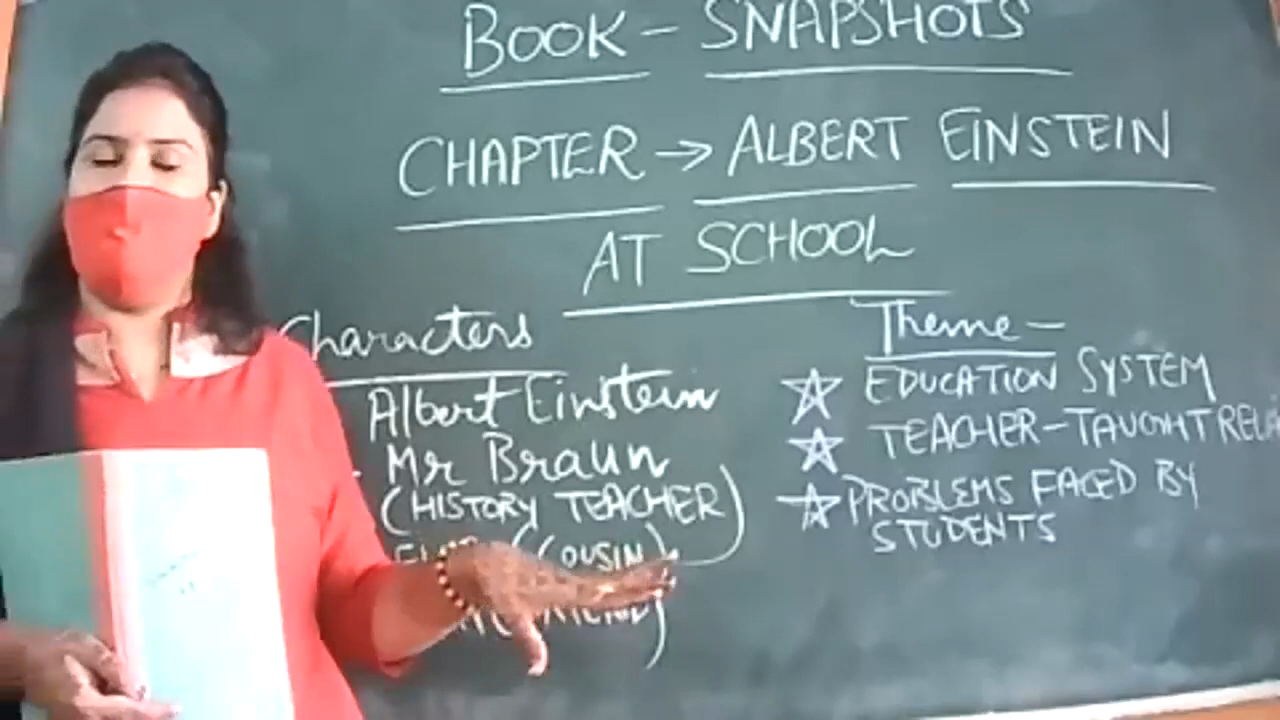 BOOK - SNAPSHOTS
CHAPTER → ALBERT EINSTEIN
AT SCHOOL
Characters
Albert Einstein
Mr Braun
(HISTORY TEACHER)
(COUSIN)
Theme -
☆ EDUCATION SYSTEM
☆ TEACHER-TAUGHT
☆ PROBLEMS FACED BY
STUDENTS